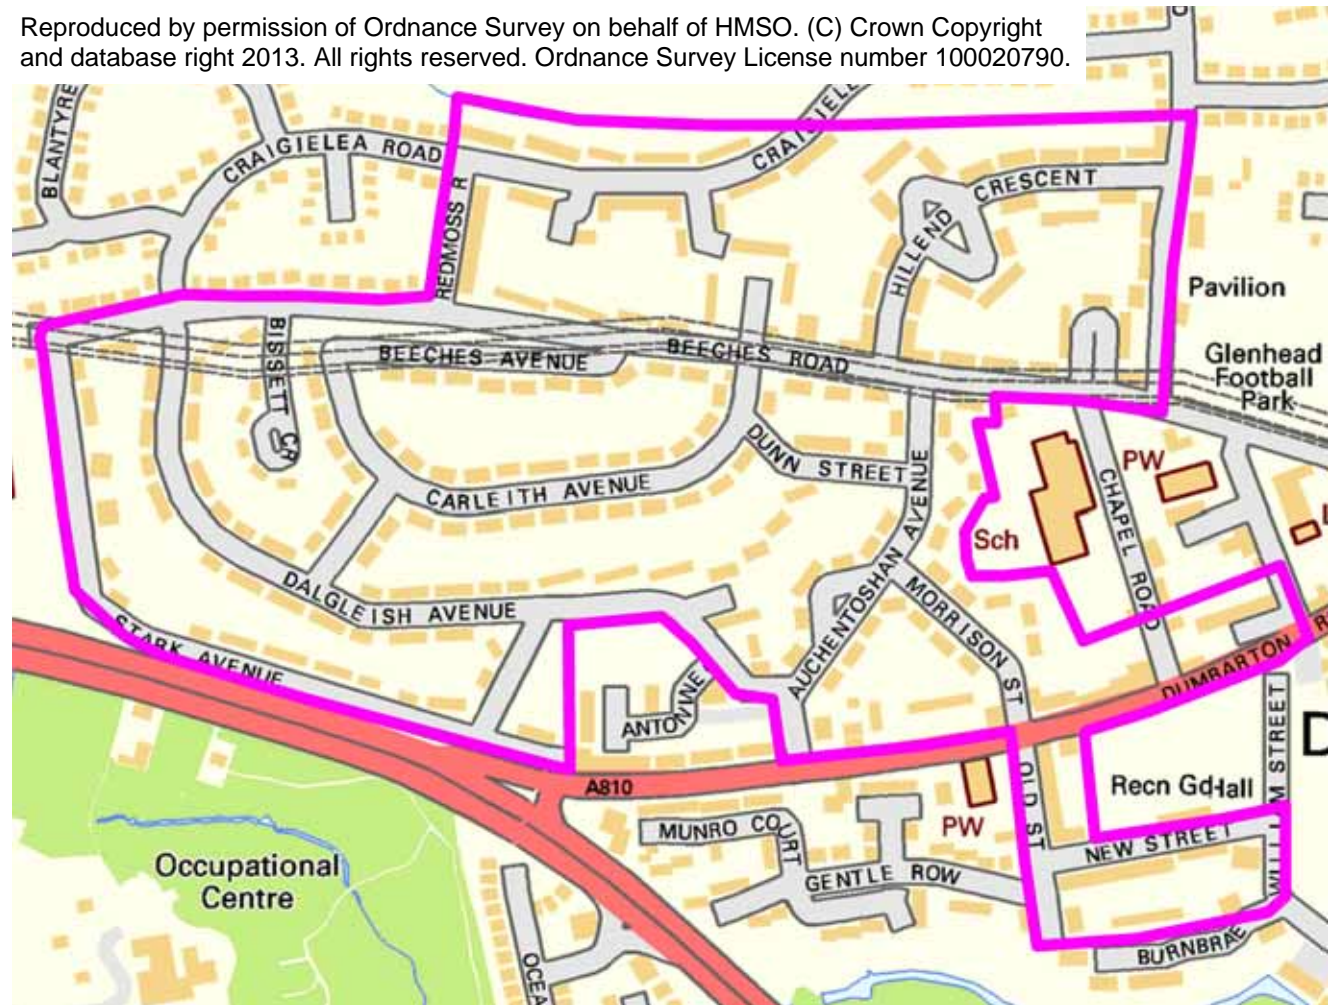 Reproduced by permission of Ordnance Survey on behalf of HMSO. (C) Crown Copyright
and database right 2013. All rights reserved. Ordnance Survey License number 100020790.
BLANTYRE
CRAIGIELEA ROAD
CRAIGIEL
REDMOSS R
HILLEND CRESCENT
Pavilion
BISSETT CR
BEECHES AVENUE
BEECHES ROAD
Glenhead
Football
Park
DUNN STREET
CARLEITH AVENUE
AUCHENTOSHAN AVENUE
PW
CHAPEL ROAD
Sch
DALGLEISH AVENUE
MORRISON ST
STARK AVENUE
ANTONINE
DUMBARTON R
A810
OLD ST
Recn Gd
Hall
WILLIAM STREET
D
MUNRO COURT
PW
NEW STREET
GENTLE ROW
Occupational
Centre
BURNBRAE
OCEA